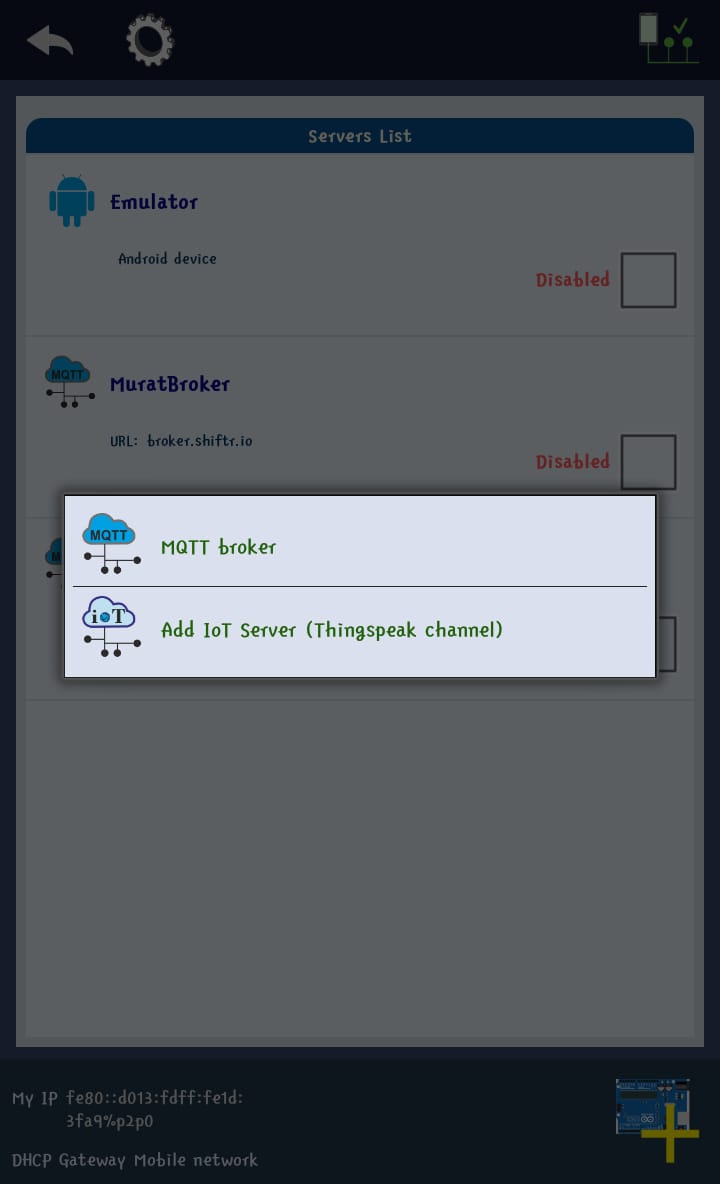 Servers List
Emulator
Android device
Disabled
MQTT
MuratBroker
URL: broker.shiftr.io
Disabled
MQTT
MQTT broker
ioT
Add IoT Server (Thingspeak channel)
My IP fe80::d013:fdff:fe1d:
3fa9%p2p0
DHCP Gateway Mobile network